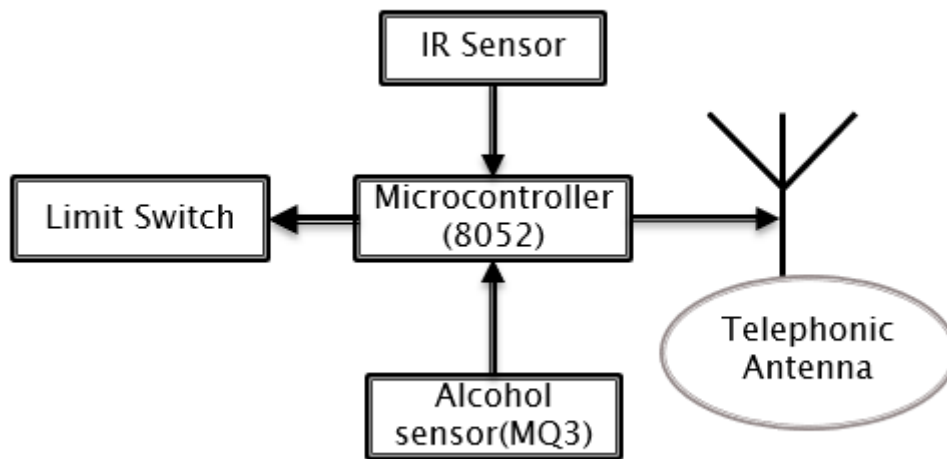 IR Sensor
Limit Switch
Microcontroller
(8052)
Telephonic
Antenna
Alcohol
sensor(MQ3)